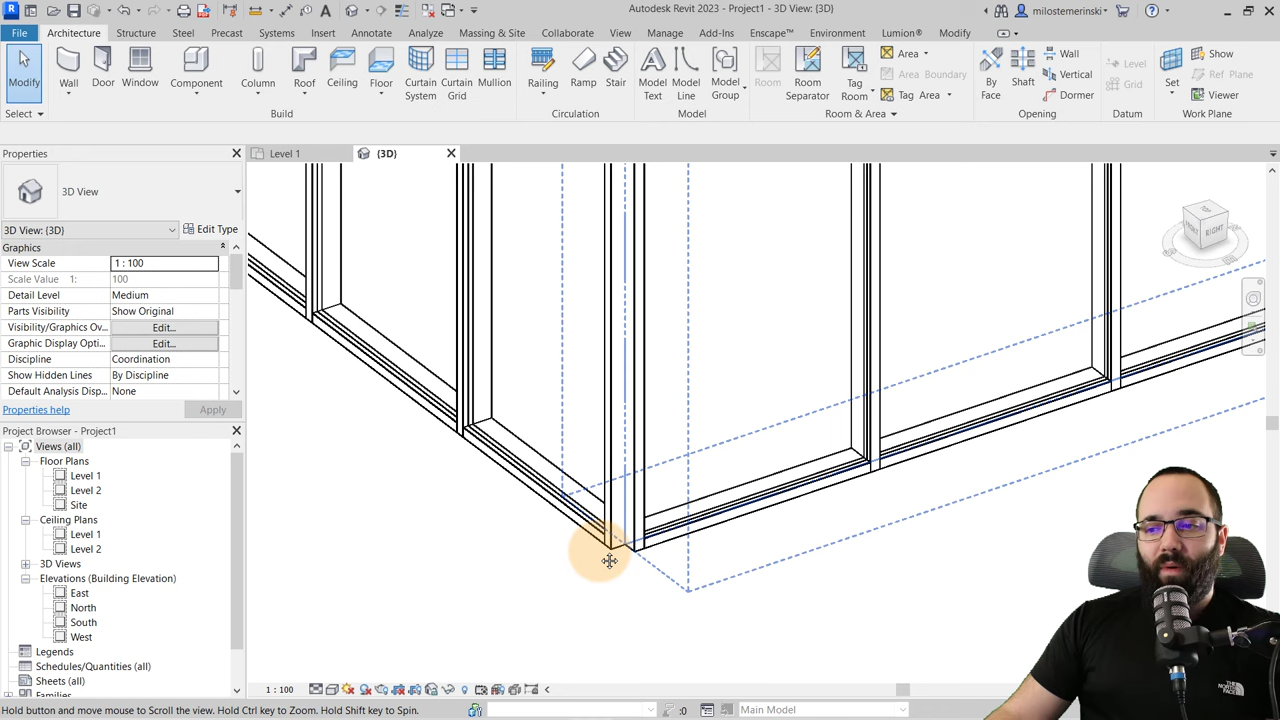 Autodesk Revit 2023 - Project1 - 3D View: {3D}
milostemerinski
File Architecture Structure Steel Precast Systems Insert Annotate Analyze Massing & Site Collaborate View Manage Add-Ins Enscape™ Environment Lumion® Modify
Modify
Wall
Door
Window
Component
Column
Roof
Ceiling
Floor
Curtain System
Curtain Grid
Mullion
Railing
Ramp
Stair
Model Text
Model Line
Model Group
Room
Room Separator
Tag Room
Area
Area Boundary
Tag Area
By Face
Shaft
Wall
Vertical
Dormer
Level
Grid
Set
Show
Ref Plane
Viewer
Select Build Circulation Model Room & Area Opening Datum Work Plane
Properties
Level 1
{3D}
3D View
3D View: {3D} Edit Type
Graphics
View Scale 1 : 100
Scale Value 1: 100
Detail Level Medium
Parts Visibility Show Original
Visibility/Graphics Ov... Edit...
Graphic Display Opti... Edit...
Discipline Coordination
Show Hidden Lines By Discipline
Default Analysis Disp... None
Properties help Apply
Project Browser - Project1
Views (all)
Floor Plans
Level 1
Level 2
Site
Ceiling Plans
Level 1
Level 2
3D Views
Elevations (Building Elevation)
East
North
South
West
Legends
Schedules/Quantities (all)
Sheets (all)
Families
TOP
RIGHT
1 : 100
Hold button and move mouse to Scroll the view. Hold Ctrl key to Zoom. Hold Shift key to Spin.
:0
Main Model
THE NORTH FACE